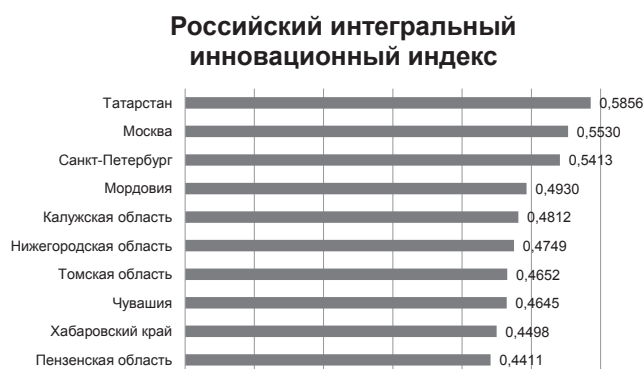 Российский интегральный
инновационный индекс
Татарстан 0,5856
Москва 0,5530
Санкт-Петербург 0,5413
Мордовия 0,4930
Калужская область 0,4812
Нижегородская область 0,4749
Томская область 0,4652
Чувашия 0,4645
Хабаровский край 0,4498
Пензенская область 0,4411